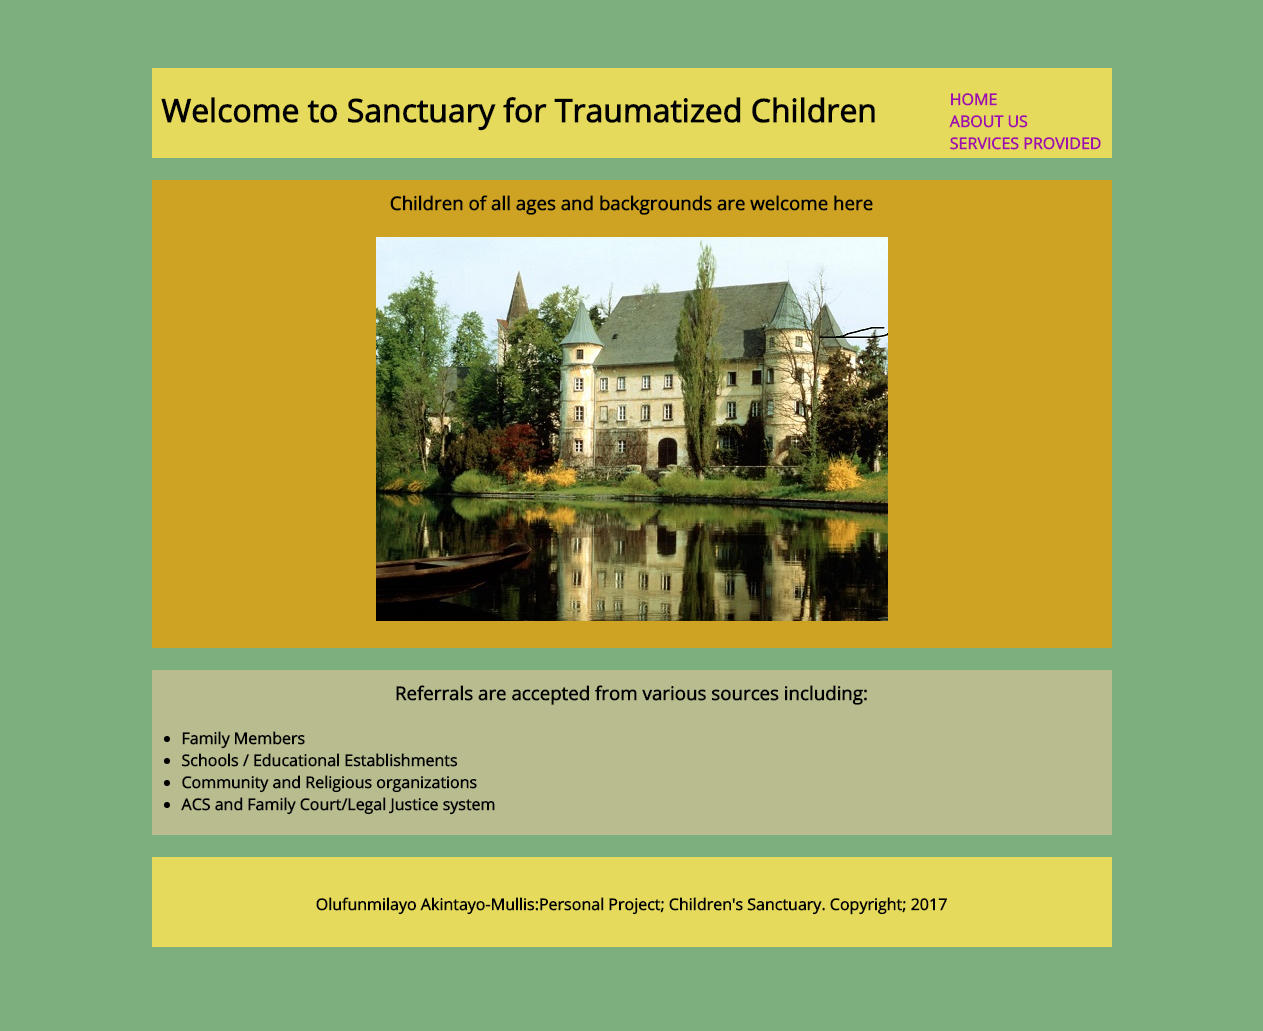 Welcome to Sanctuary for Traumatized Children
HOME
ABOUT US
SERVICES PROVIDED
Children of all ages and backgrounds are welcome here
Referrals are accepted from various sources including:
Family Members
Schools / Educational Establishments
Community and Religious organizations
ACS and Family Court/Legal Justice system
Olufunmilayo Akintayo-Mullis:Personal Project; Children's Sanctuary. Copyright; 2017